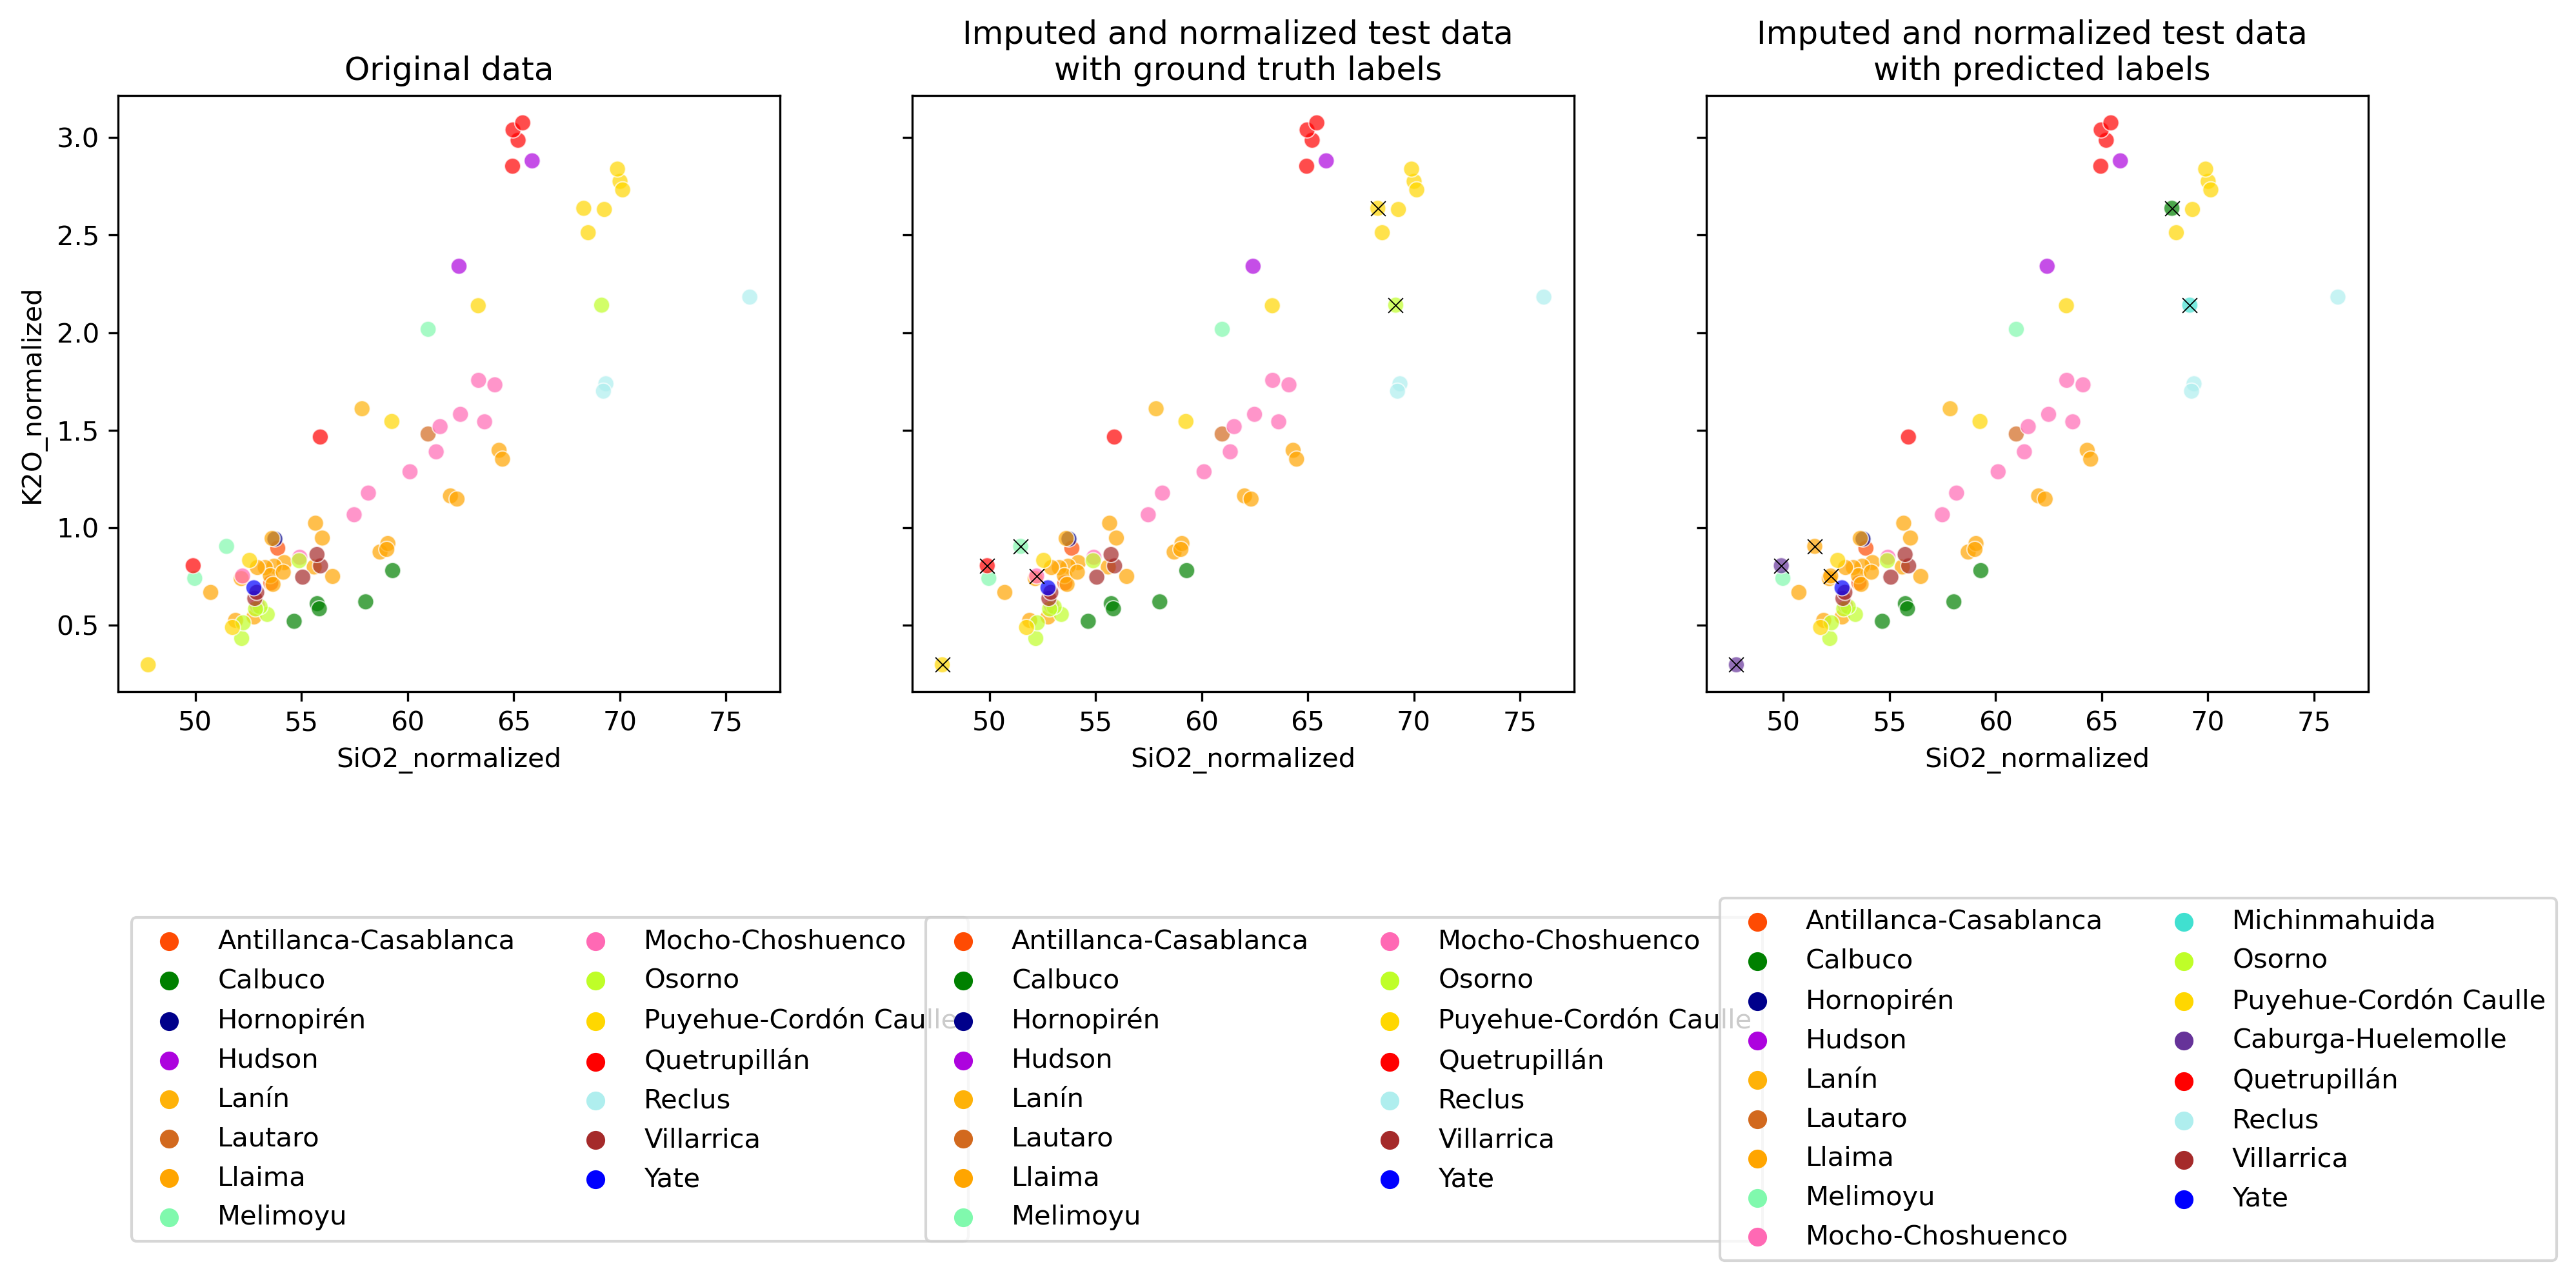 Original data
Imputed and normalized test data
with ground truth labels
Imputed and normalized test data
with predicted labels
K2O_normalized
3.0
2.5
2.0
1.5
1.0
0.5
50 55 60 65 70 75
SiO2_normalized
50 55 60 65 70 75
SiO2_normalized
50 55 60 65 70 75
SiO2_normalized
Antillanca-Casablanca
Calbuco
Hornopirén
Hudson
Lanín
Lautaro
Llaima
Melimoyu
Mocho-Choshuenco
Osorno
Puyehue-Cordón Caulle
Quetrupillán
Reclus
Villarrica
Yate
Antillanca-Casablanca
Calbuco
Hornopirén
Hudson
Lanín
Lautaro
Llaima
Melimoyu
Mocho-Choshuenco
Osorno
Puyehue-Cordón Caulle
Quetrupillán
Reclus
Villarrica
Yate
Antillanca-Casablanca
Calbuco
Hornopirén
Hudson
Lanín
Lautaro
Llaima
Melimoyu
Mocho-Choshuenco
Michinmahuida
Osorno
Puyehue-Cordón Caulle
Caburga-Huelemolle
Quetrupillán
Reclus
Villarrica
Yate